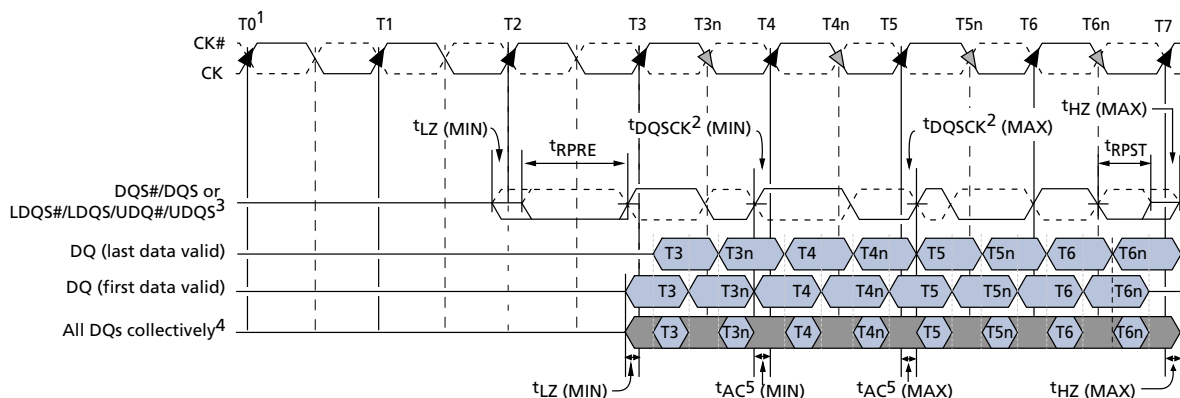 T0¹ T1 T2 T3 T3n T4 T4n T5 T5n T6 T6n T7
CK#
CK
tHZ (MAX)
tLZ (MIN) tDQSCK² (MIN) tDQSCK² (MAX)
tRPRE tRPST
DQS#/DQS or
LDQS#/LDQS/UDQ#/UDQS³
DQ (last data valid) T3 T3n T4 T4n T5 T5n T6 T6n
DQ (first data valid) T3 T3n T4 T4n T5 T5n T6 T6n
All DQs collectively⁴ T3 T3n T4 T4n T5 T5n T6 T6n
tLZ (MIN) tAC⁵ (MIN) tAC⁵ (MAX) tHZ (MAX)